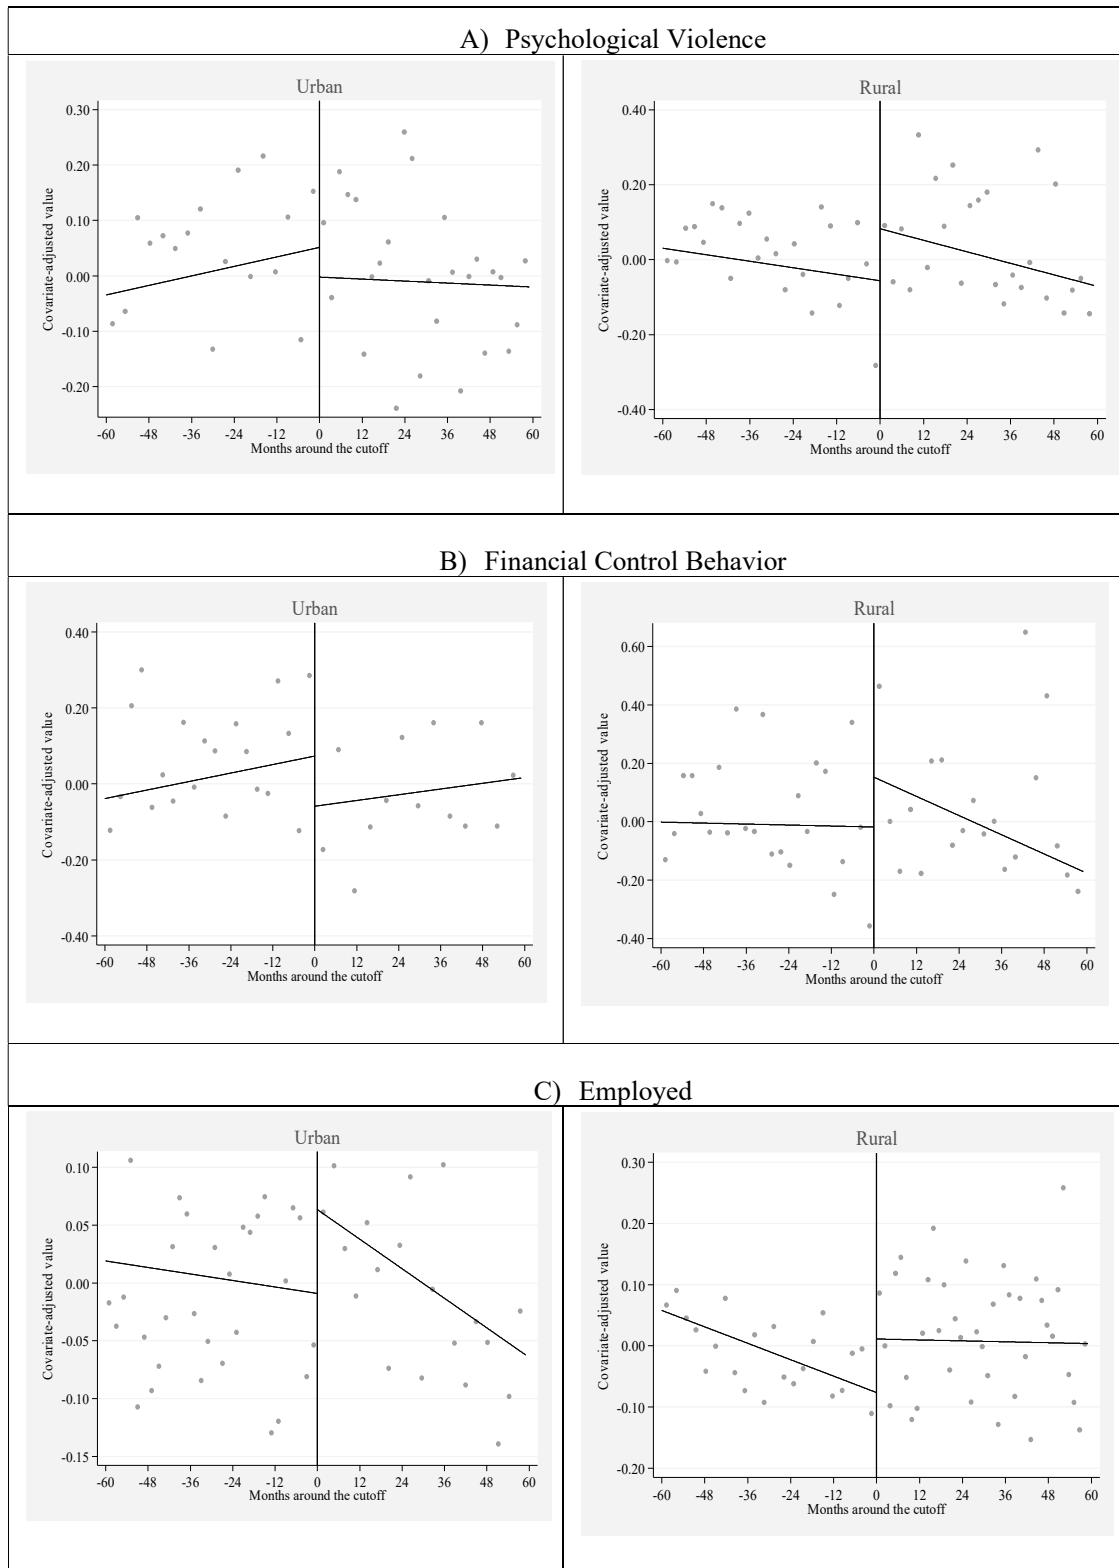 A) Psychological Violence
Urban
0.30
0.20
0.10
0.00
-0.10
-0.20
Covariate-adjusted value
-60 -48 -36 -24 -12 0 12 24 36 48 60
Months around the cutoff
Rural
0.40
0.20
0.00
-0.20
-0.40
Covariate-adjusted value
-60 -48 -36 -24 -12 0 12 24 36 48 60
Months around the cutoff
B) Financial Control Behavior
Urban
0.40
0.20
0.00
-0.20
-0.40
Covariate-adjusted value
-60 -48 -36 -24 -12 0 12 24 36 48 60
Months around the cutoff
Rural
0.60
0.40
0.20
0.00
-0.20
-0.40
Covariate-adjusted value
-60 -48 -36 -24 -12 0 12 24 36 48 60
Months around the cutoff
C) Employed
Urban
0.10
0.05
0.00
-0.05
-0.10
-0.15
Covariate-adjusted value
-60 -48 -36 -24 -12 0 12 24 36 48 60
Months around the cutoff
Rural
0.30
0.20
0.10
0.00
-0.10
-0.20
Covariate-adjusted value
-60 -48 -36 -24 -12 0 12 24 36 48 60
Months around the cutoff